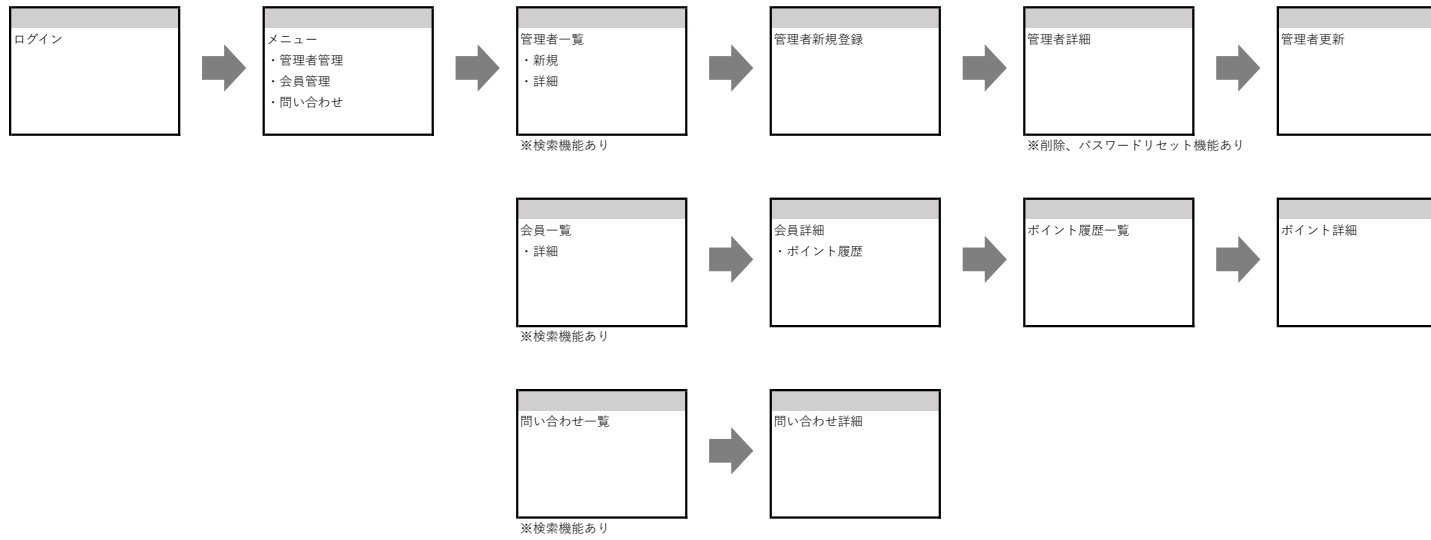 ログイン
メニュー
・管理者管理
・会員管理
・問い合わせ
管理者一覧
・新規
・詳細
※検索機能あり
管理者新規登録
管理者詳細
※削除、パスワードリセット機能あり
管理者更新
会員一覧
・詳細
※検索機能あり
会員詳細
・ポイント履歴
ポイント履歴一覧
ポイント詳細
問い合わせ一覧
※検索機能あり
問い合わせ詳細